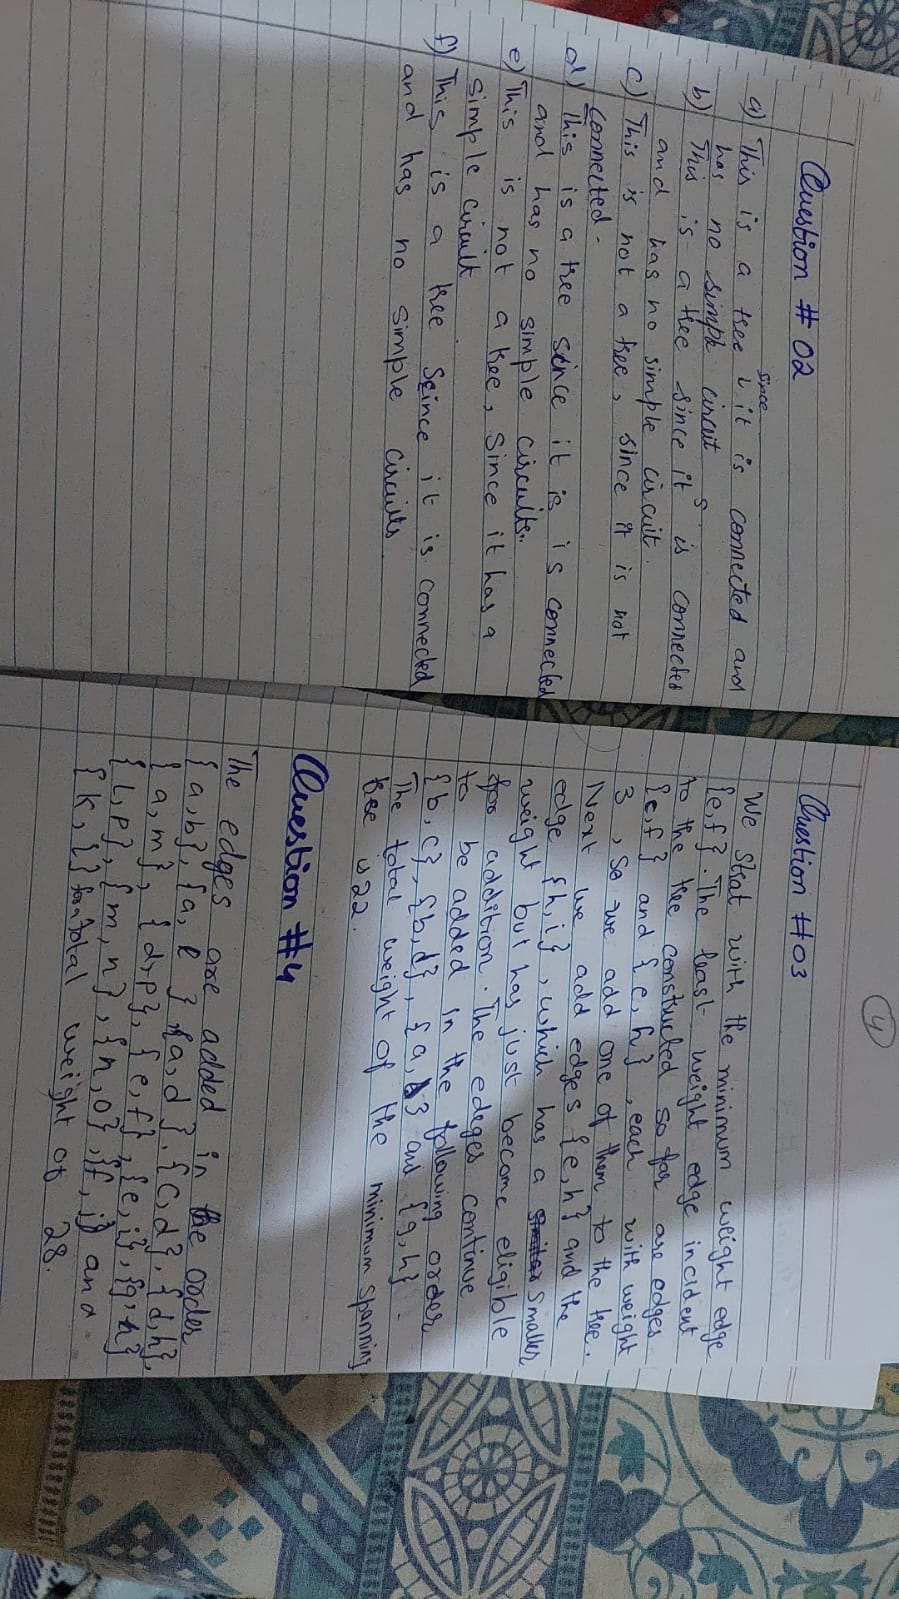 Question # 02
a) This is a tree since it is connected and
has no simple circuit
b) This is a tree since it is connected
and has no simple circuit.
c) This is not a tree, since it is not
connected.
d) This is a tree since it is is connected
and has no simple circuits.
e) This is not a tree, Since it has a
simple circuit
f) This is a tree Seince it is connected
and has no simple circuits
4
Question #03
We Strat with the minimum weight edge
{e,f}. The least weight edge incident
to the tree constructed so far are edges
{c,f} and {e,h}, each with weight
3, So we add one of them to the tree.
Next we add edges {e,h} and the
edge {h,i}, which has a Smaller
weight but has just become eligible
for addition. The edeges continue
to be added in the following order
{b,c}, {b,d}, {a,b} and {g,h}.
The total weight of the minimum spanning
tree is 22.
Question #4
The edges are added in the order
{a,b}, {a,e}, {a,d}, {c,d}, {d,h},
{a,m}, {d,p}, {e,f}, {e,i}, {g,h}
{l,p}, {m,n}, {n,o}, {f,j} and
{k,l} for a total weight of 28.